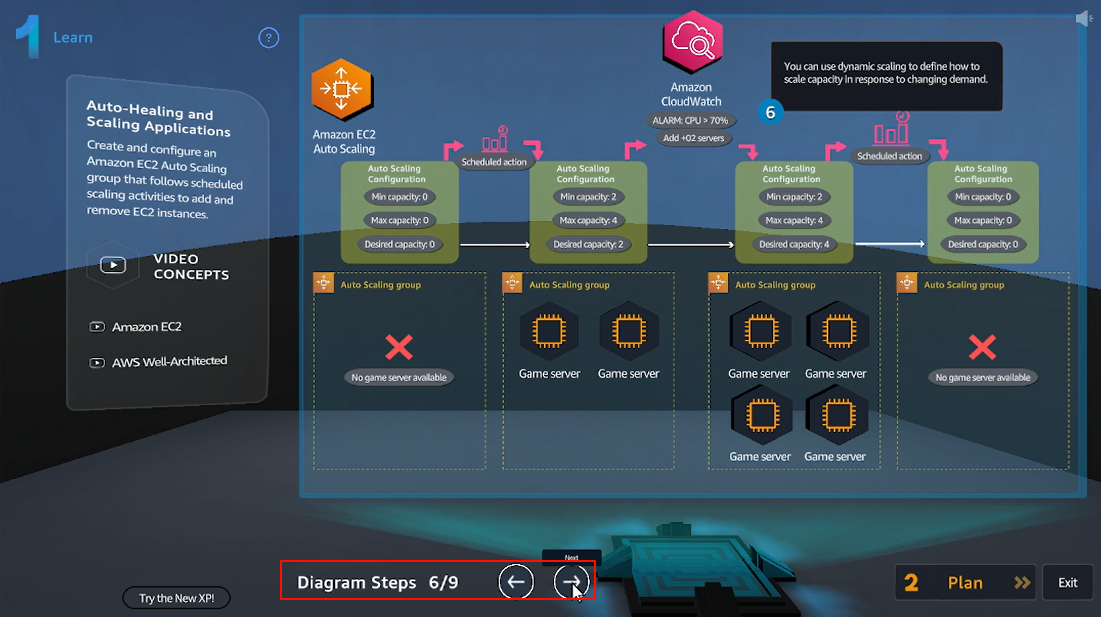 1
Learn
?
Auto-Healing and
Scaling Applications
Create and configure an
Amazon EC2 Auto Scaling
group that follows scheduled
scaling activities to add and
remove EC2 instances.
VIDEO
CONCEPTS
Amazon EC2
AWS Well-Architected
Amazon EC2
Auto Scaling
Amazon
CloudWatch
ALARM: CPU > 70%
Add +02 servers
6
You can use dynamic scaling to define how to
scale capacity in response to changing demand.
Scheduled action
Scheduled action
Auto Scaling
Configuration
Min capacity: 0
Max capacity: 0
Desired capacity: 0
Auto Scaling
Configuration
Min capacity: 2
Max capacity: 4
Desired capacity: 2
Auto Scaling
Configuration
Min capacity: 2
Max capacity: 4
Desired capacity: 4
Auto Scaling
Configuration
Min capacity: 0
Max capacity: 0
Desired capacity: 0
Auto Scaling group
No game server available
Auto Scaling group
Game server
Game server
Auto Scaling group
Game server
Game server
Game server
Game server
Auto Scaling group
No game server available
Next
Diagram Steps 6/9
Try the New XP!
2 Plan
Exit